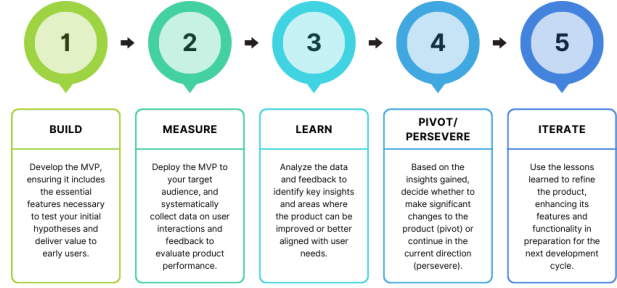 1
2
3
4
5
BUILD
Develop the MVP,
ensuring it includes
the essential
features necessary
to test your initial
hypotheses and
deliver value to
early users.
MEASURE
Deploy the MVP to
your target
audience, and
systematically
collect data on user
interactions and
feedback to
evaluate product
performance.
LEARN
Analyze the data
and feedback to
identify key insights
and areas where
the product can be
improved or better
aligned with user
needs.
PIVOT/
PERSEVERE
Based on the
insights gained,
decide whether to
make significant
changes to the
product (pivot) or
continue in the
current direction
(persevere).
ITERATE
Use the lessons
learned to refine
the product,
enhancing its
features and
functionality in
preparation for the
next development
cycle.